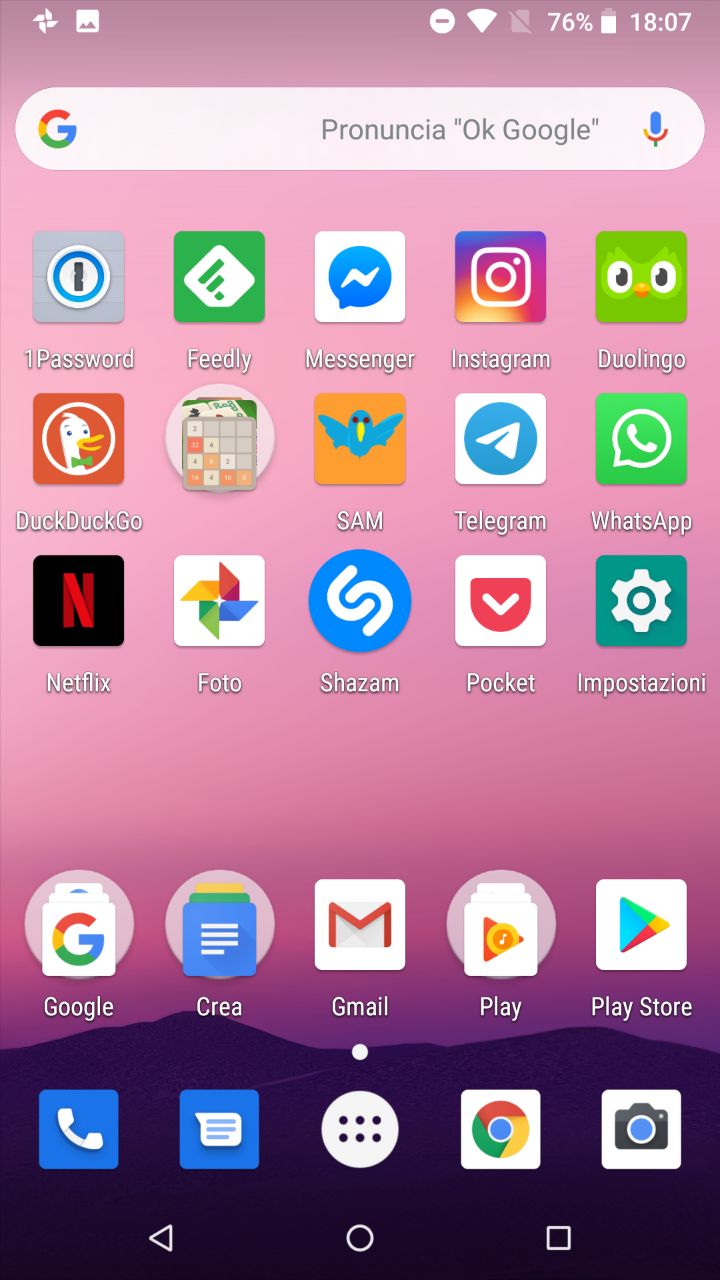 76% 18:07
Pronuncia "Ok Google"
1Password Feedly Messenger Instagram Duolingo
DuckDuckGo SAM Telegram WhatsApp
Netflix Foto Shazam Pocket Impostazioni
Google Crea Gmail Play Play Store